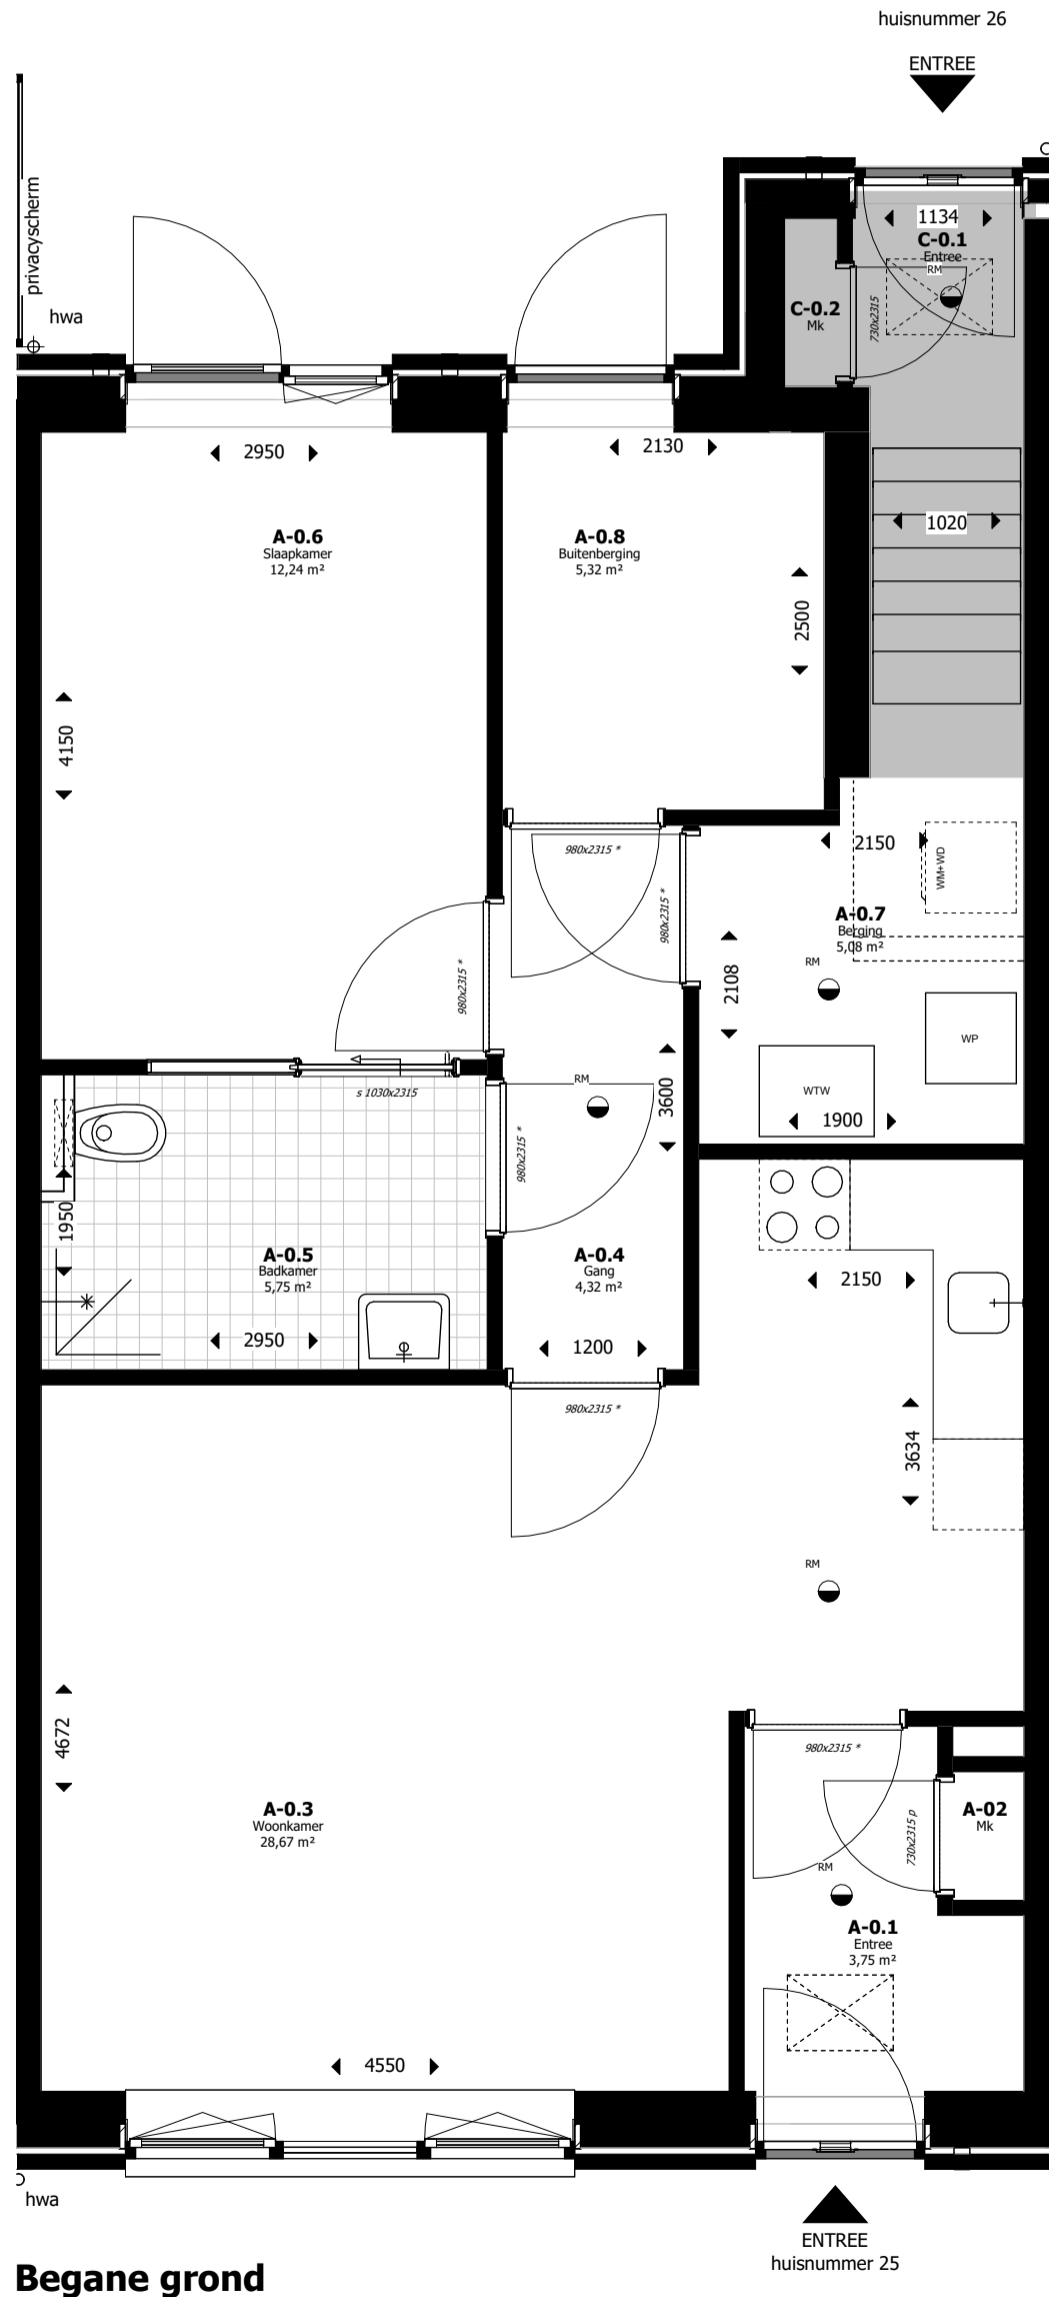 huisnummer 26
ENTREE
privacyscherm
hwa
1134
C-0.1
Entree
RM
C-0.2
Mk
730x2315
2950
2130
1020
A-0.6
Slaapkamer
12,24 m²
A-0.8
Buitenberging
5,32 m²
2500
4150
980x2315 *
2150
WM+WD
980x2315 *
A-0.7
Berging
5,08 m²
RM
980x2315 *
2108
WP
s 1030x2315
RM
3600
WTW
1900
980x2315 *
1950
A-0.5
Badkamer
5,75 m²
A-0.4
Gang
4,32 m²
2150
2950
1200
980x2315 *
3634
RM
4672
980x2315 *
A-0.3
Woonkamer
28,67 m²
730x2315 p
A-02
Mk
RM
A-0.1
Entree
3,75 m²
4550
hwa
ENTREE
huisnummer 25
Begane grond